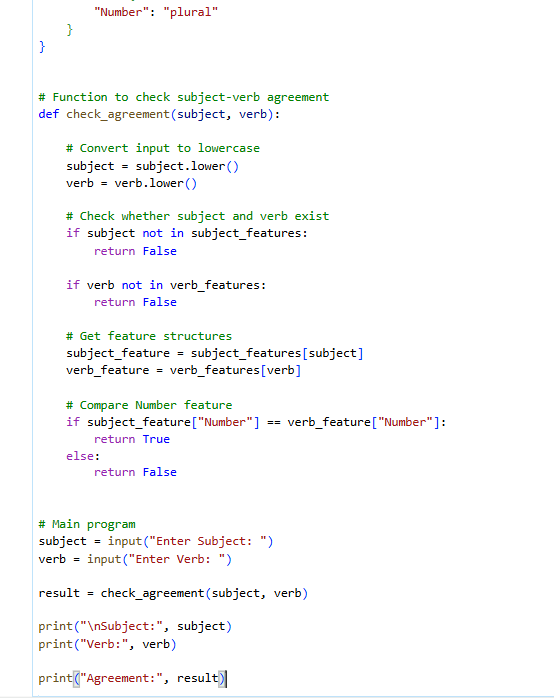 "Number": "plural"
}
}
# Function to check subject-verb agreement
def check_agreement(subject, verb):
# Convert input to lowercase
subject = subject.lower()
verb = verb.lower()
# Check whether subject and verb exist
if subject not in subject_features:
return False
if verb not in verb_features:
return False
# Get feature structures
subject_feature = subject_features[subject]
verb_feature = verb_features[verb]
# Compare Number feature
if subject_feature["Number"] == verb_feature["Number"]:
return True
else:
return False
# Main program
subject = input("Enter Subject: ")
verb = input("Enter Verb: ")
result = check_agreement(subject, verb)
print("\nSubject:", subject)
print("Verb:", verb)
print("Agreement:", result)